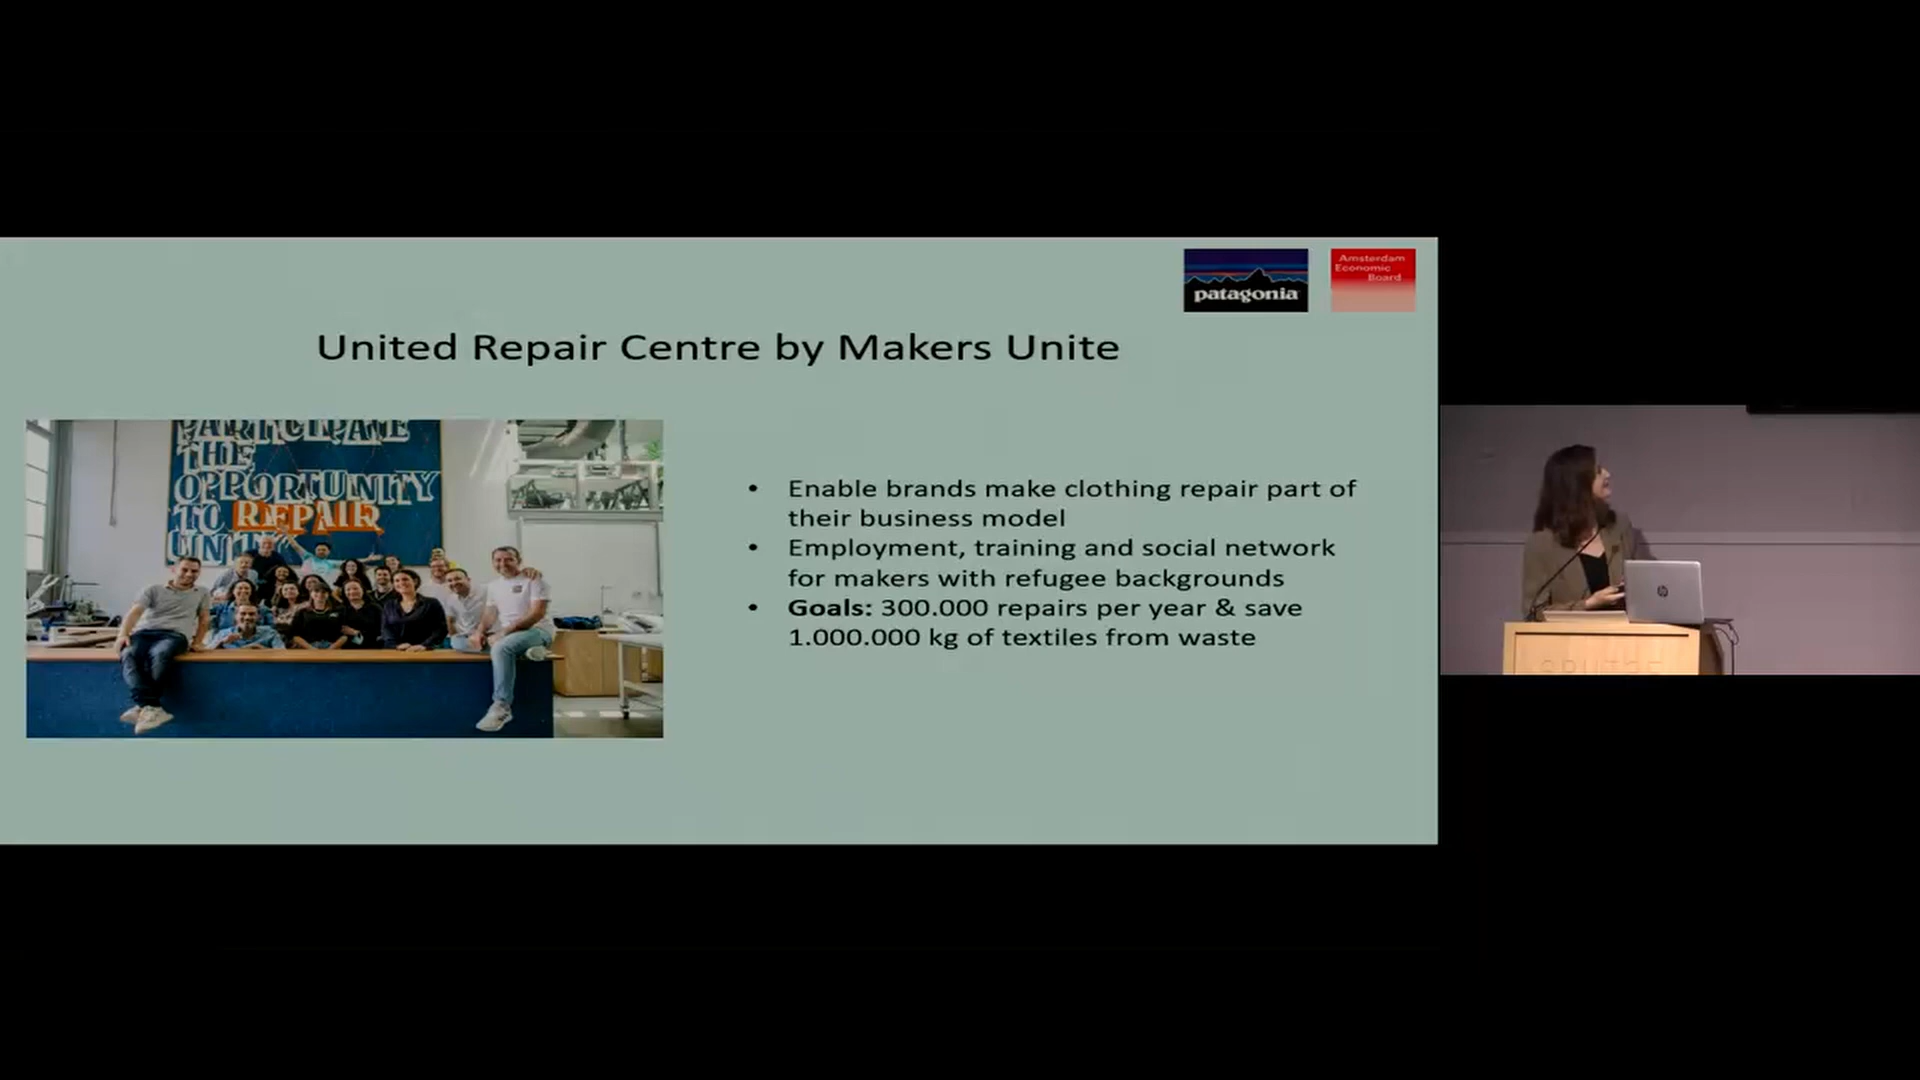 patagonia
Amsterdam
Economic
Board
United Repair Centre by Makers Unite
PARTICIPATE
THE
OPPORTUNITY
TO REPAIR
• Enable brands make clothing repair part of
their business model
• Employment, training and social network
for makers with refugee backgrounds
• Goals: 300.000 repairs per year & save
1.000.000 kg of textiles from waste